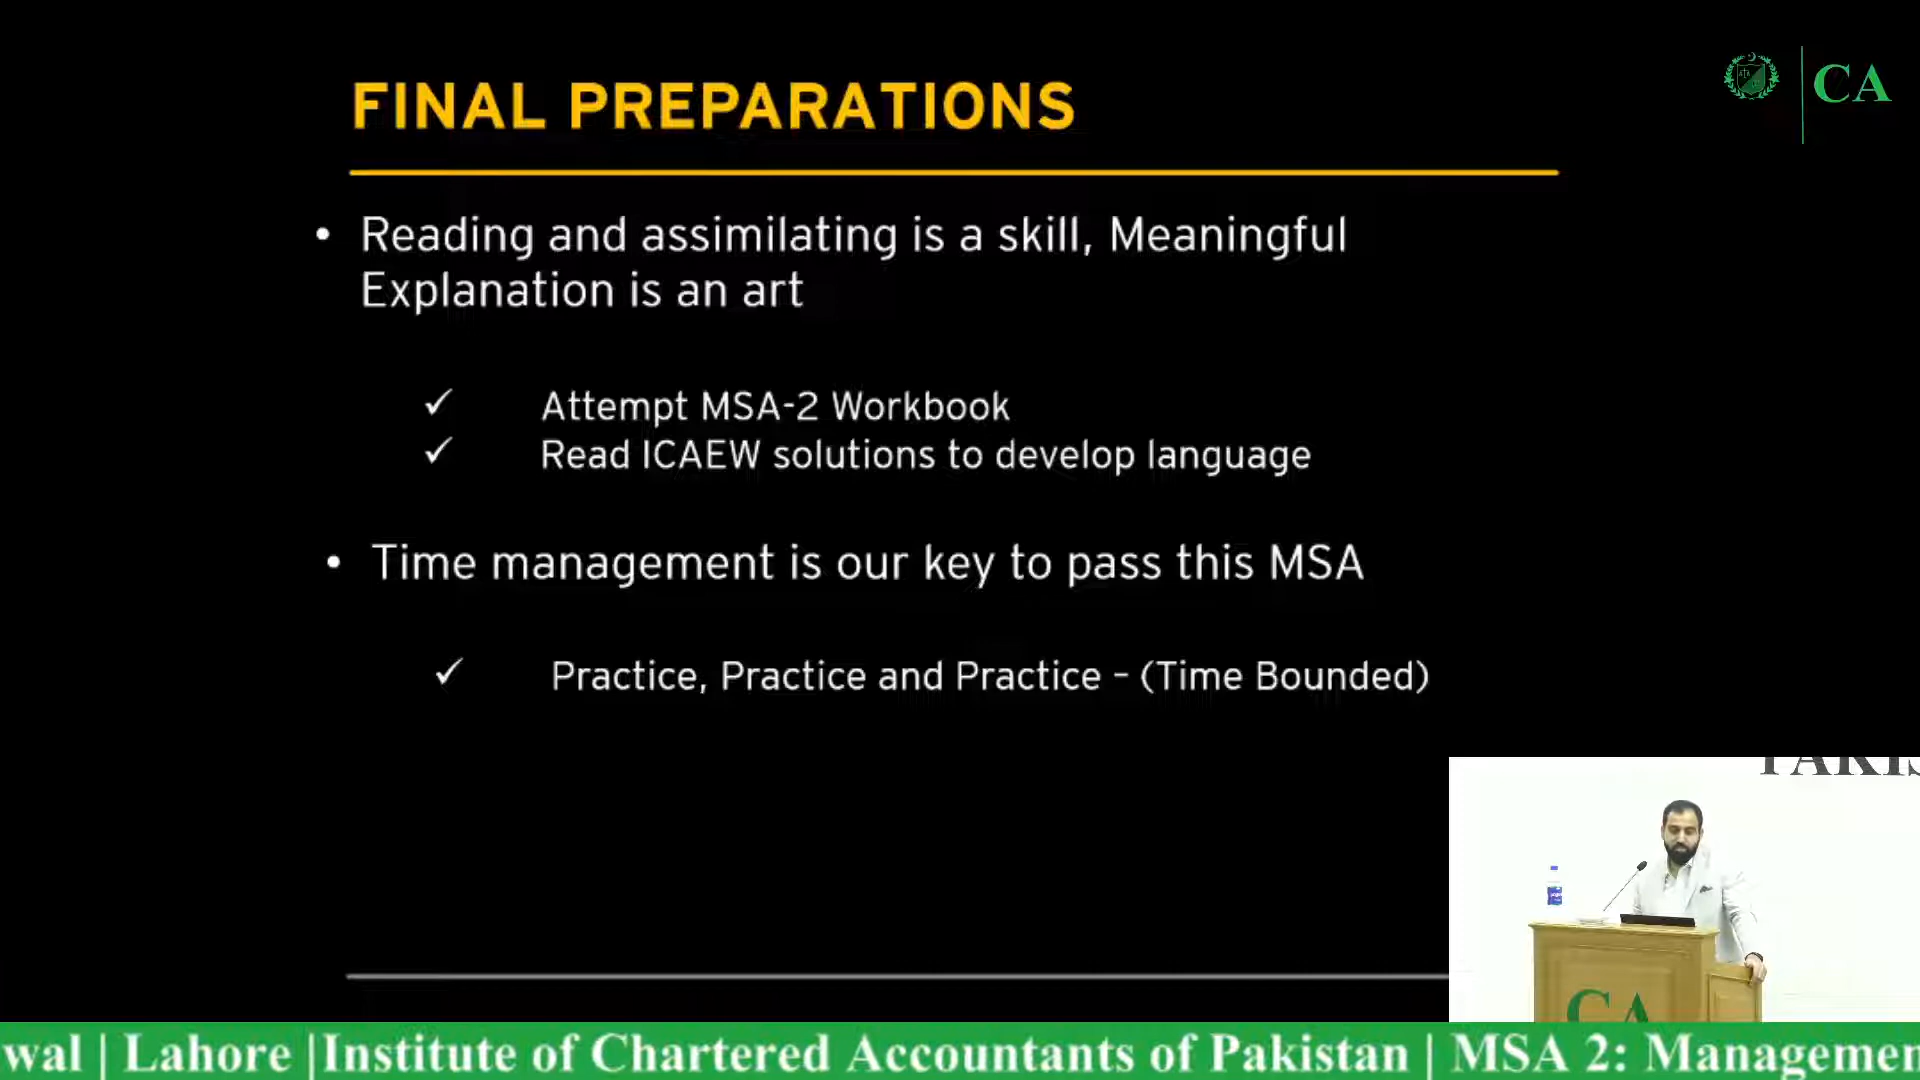 FINAL PREPARATIONS
CA
• Reading and assimilating is a skill, Meaningful
Explanation is an art
✓ Attempt MSA-2 Workbook
✓ Read ICAEW solutions to develop language
• Time management is our key to pass this MSA
✓ Practice, Practice and Practice – (Time Bounded)
CA
wal | Lahore |Institute of Chartered Accountants of Pakistan | MSA 2: Managemen